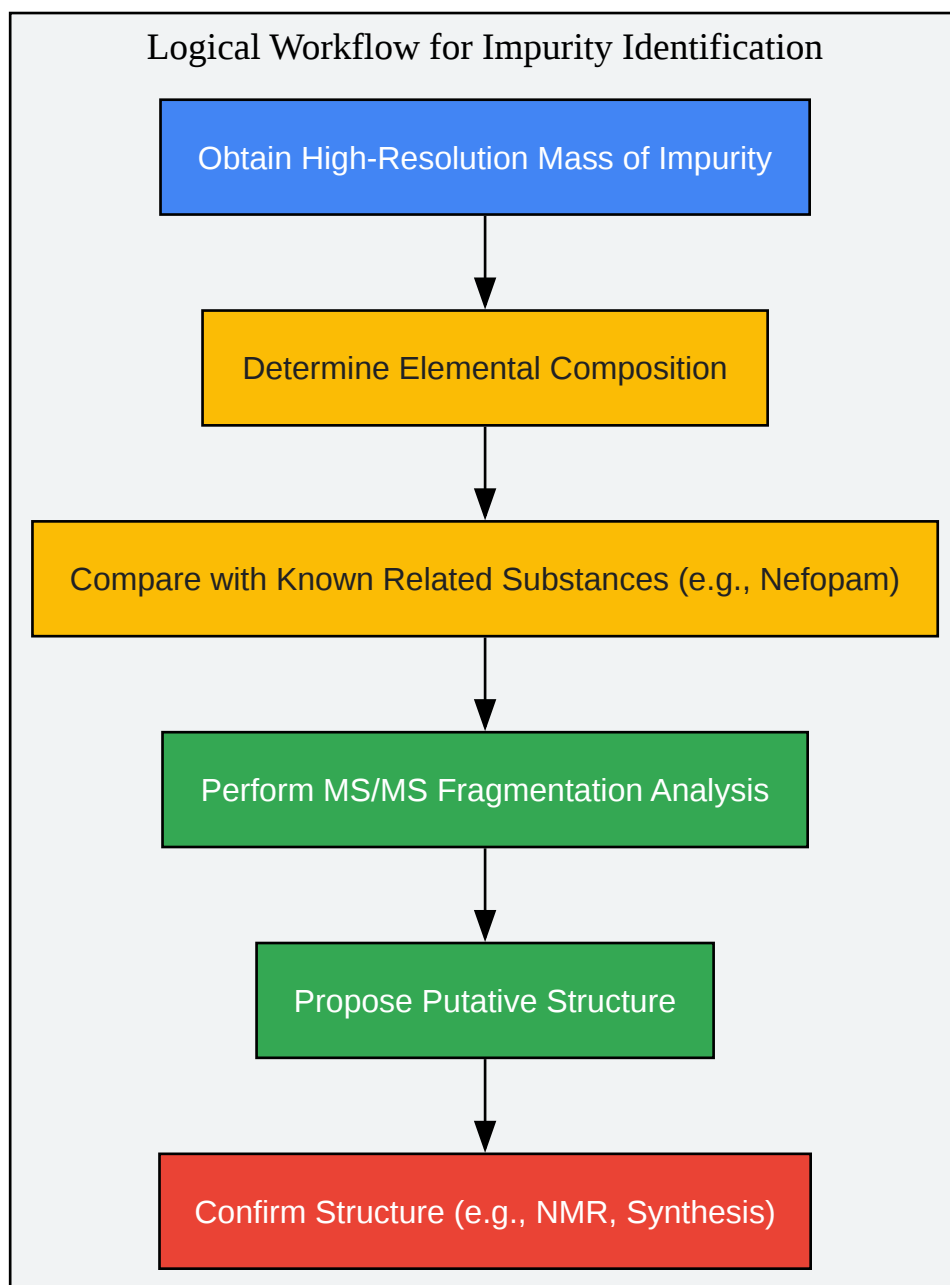 Logical Workflow for Impurity Identification
Obtain High-Resolution Mass of Impurity
Determine Elemental Composition
Compare with Known Related Substances (e.g., Nefopam)
Perform MS/MS Fragmentation Analysis
Propose Putative Structure
Confirm Structure (e.g., NMR, Synthesis)